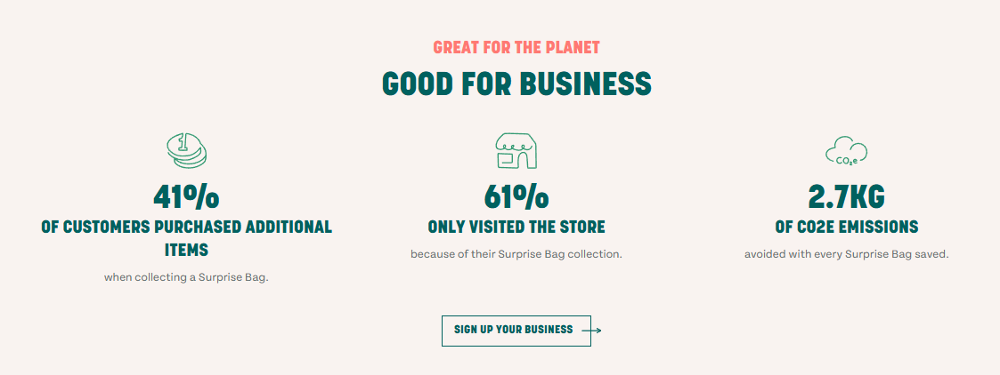 GREAT FOR THE PLANET
GOOD FOR BUSINESS
1
41%
OF CUSTOMERS PURCHASED ADDITIONAL
ITEMS
when collecting a Surprise Bag.
61%
ONLY VISITED THE STORE
because of their Surprise Bag collection.
CO2e
2.7KG
OF CO2E EMISSIONS
avoided with every Surprise Bag saved.
SIGN UP YOUR BUSINESS